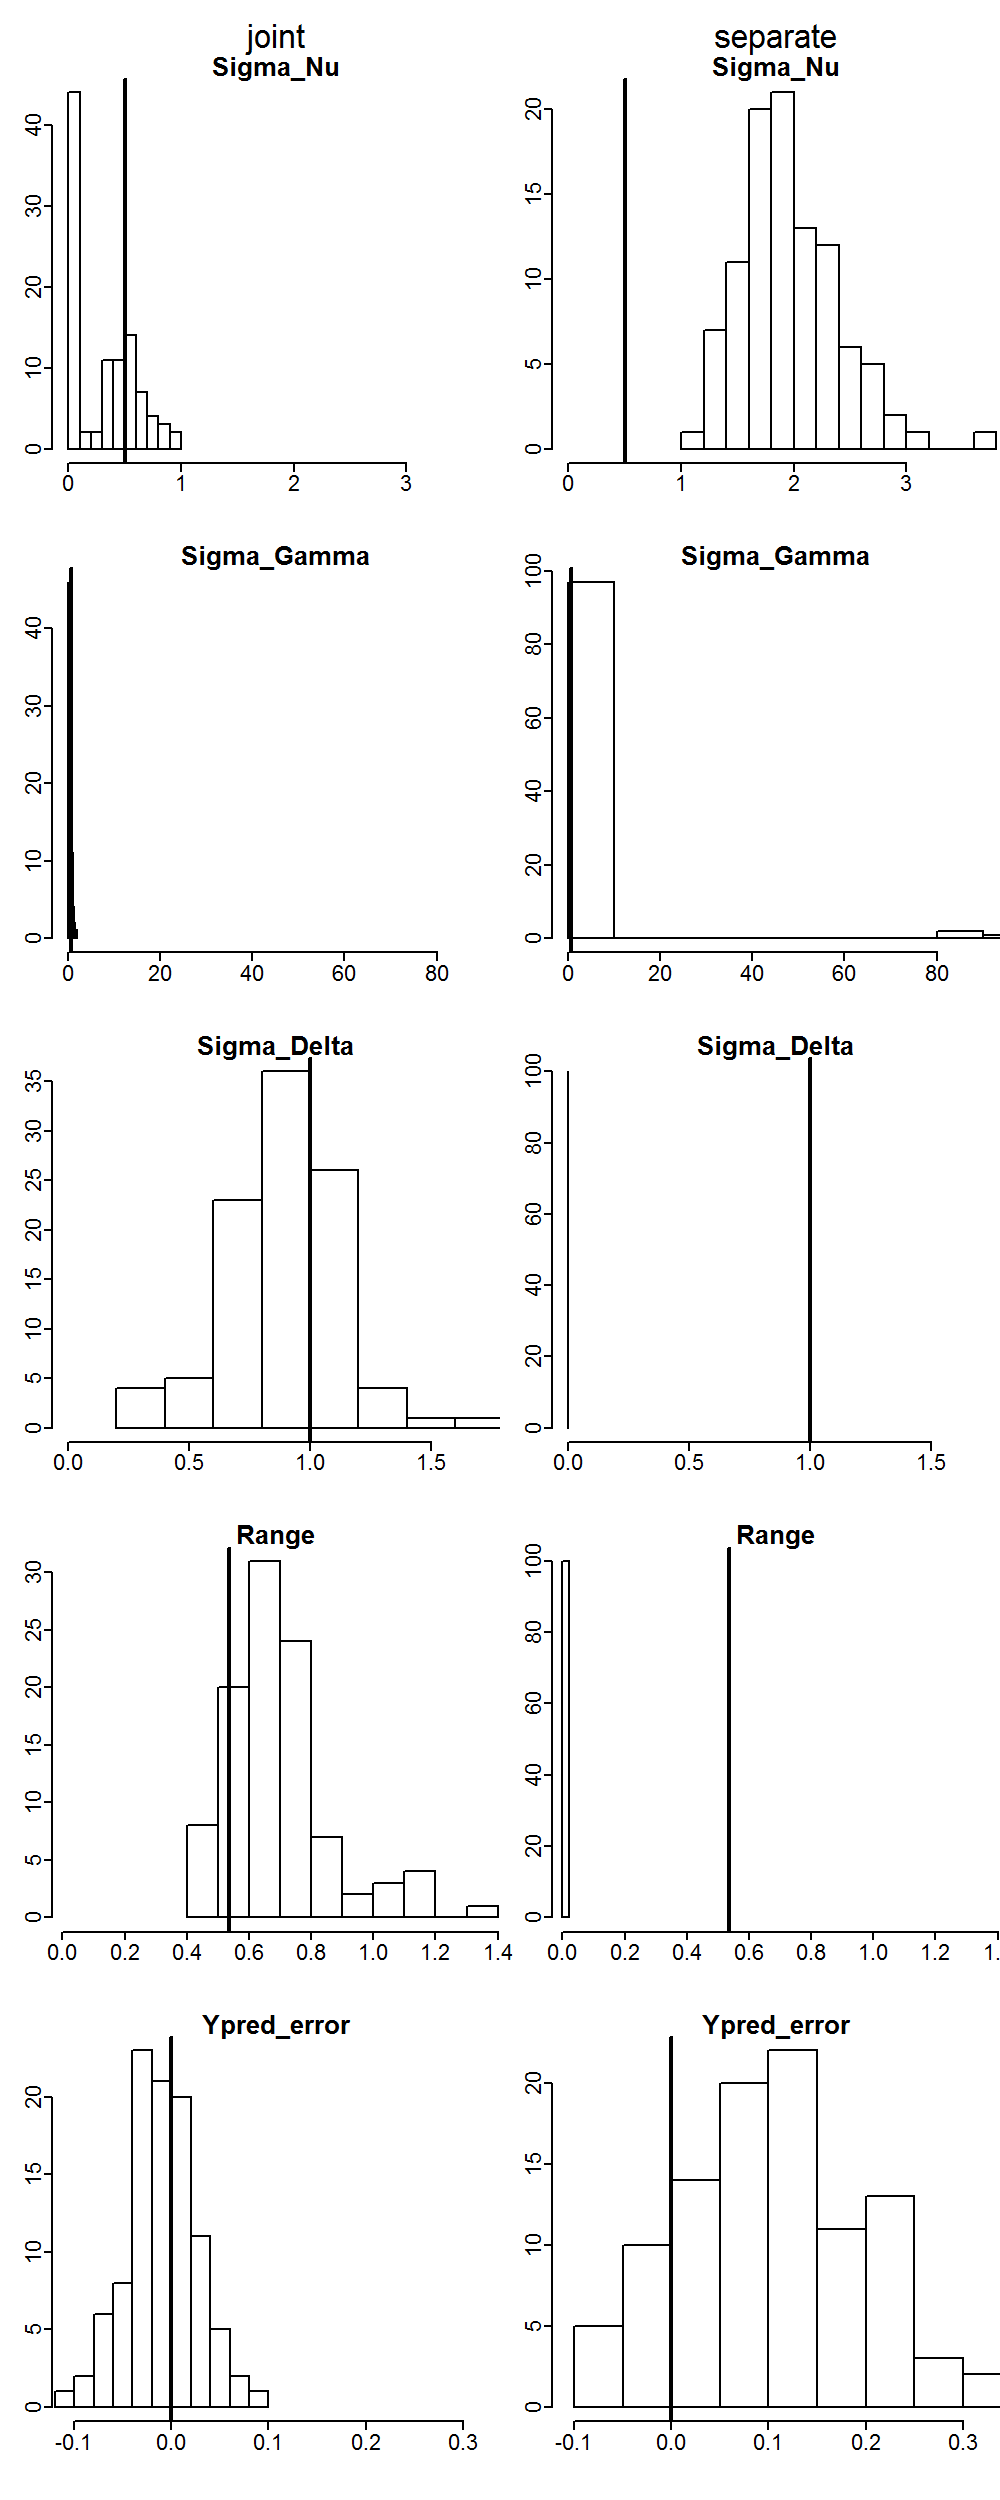 joint separate
Sigma_Nu Sigma_Nu
0 10 20 30 40
0 5 10 15 20
0 1 2 3
0 1 2 3
Sigma_Gamma Sigma_Gamma
0 10 20 30 40
0 20 40 60 80 100
0 20 40 60 80
0 20 40 60 80
Sigma_Delta Sigma_Delta
0 5 10 15 20 25 30 35
0 20 40 60 80 100
0.0 0.5 1.0 1.5
0.0 0.5 1.0 1.5
Range Range
0 5 10 15 20 25 30
0 20 40 60 80 100
0.0 0.2 0.4 0.6 0.8 1.0 1.2 1.4
0.0 0.2 0.4 0.6 0.8 1.0 1.2 1.
Ypred_error Ypred_error
0 5 10 15 20
0 5 10 15 20
-0.1 0.0 0.1 0.2 0.3
-0.1 0.0 0.1 0.2 0.3